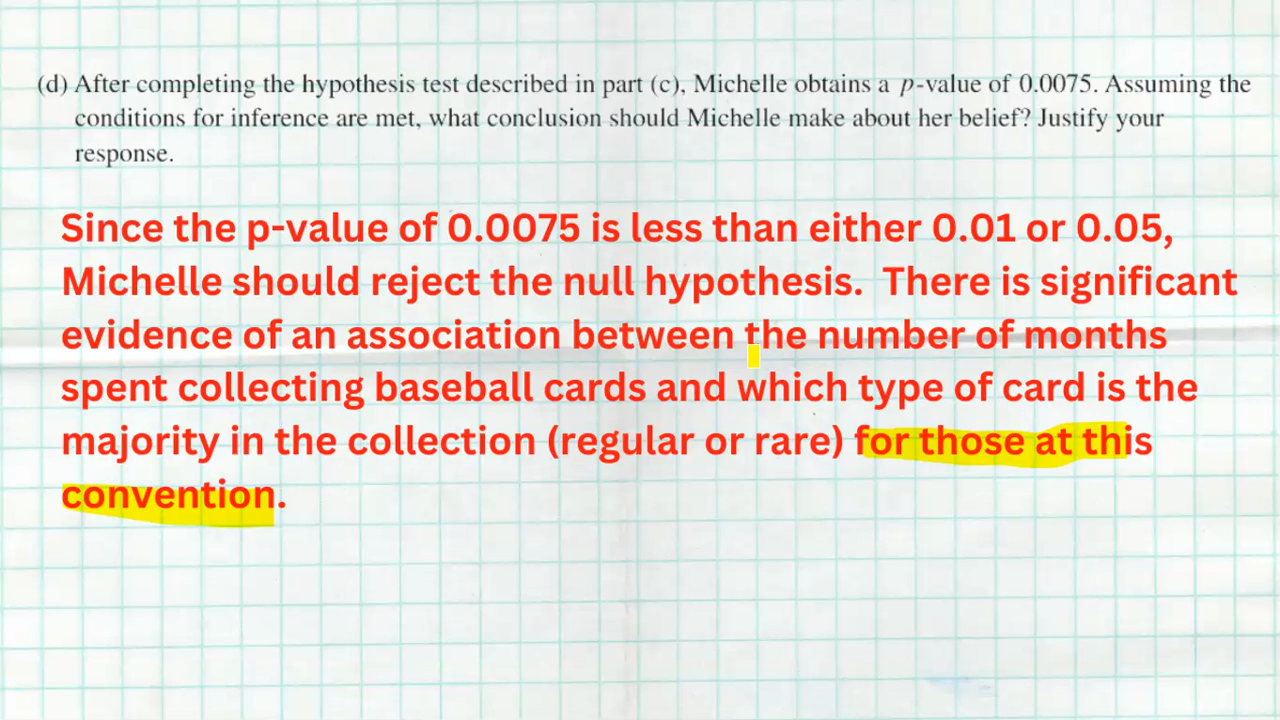 (d) After completing the hypothesis test described in part (c), Michelle obtains a p-value of 0.0075. Assuming the
conditions for inference are met, what conclusion should Michelle make about her belief? Justify your
response.
Since the p-value of 0.0075 is less than either 0.01 or 0.05,
Michelle should reject the null hypothesis. There is significant
evidence of an association between the number of months
spent collecting baseball cards and which type of card is the
majority in the collection (regular or rare) for those at this
convention.